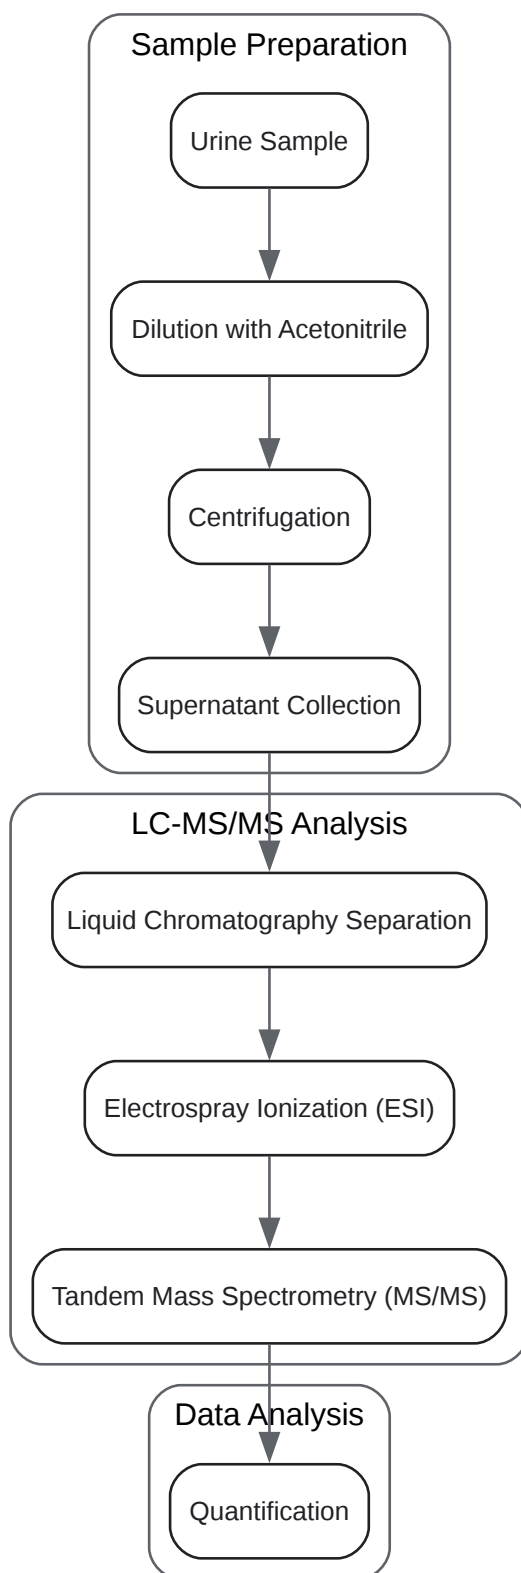 Sample Preparation
Urine Sample
Dilution with Acetonitrile
Centrifugation
Supernatant Collection
LC-MS/MS Analysis
Liquid Chromatography Separation
Electrospray Ionization (ESI)
Tandem Mass Spectrometry (MS/MS)
Data Analysis
Quantification